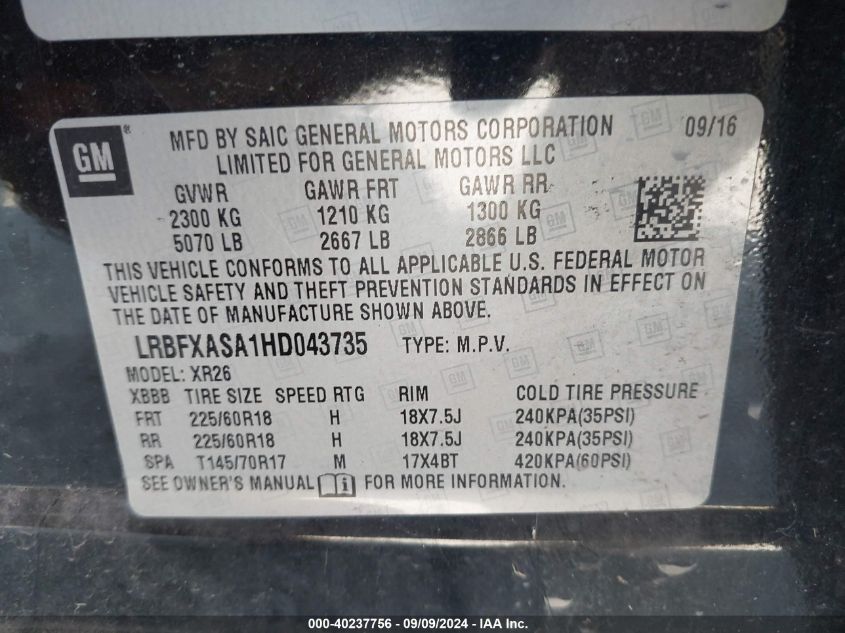 GM®
MFD BY SAIC GENERAL MOTORS CORPORATION 09/16
LIMITED FOR GENERAL MOTORS LLC
GVWR GAWR FRT GAWR RR
2300 KG 1210 KG 1300 KG
5070 LB 2667 LB 2866 LB
THIS VEHICLE CONFORMS TO ALL APPLICABLE U.S. FEDERAL MOTOR
VEHICLE SAFETY AND THEFT PREVENTION STANDARDS IN EFFECT ON
THE DATE OF MANUFACTURE SHOWN ABOVE.
LRBFXASA1HD043735 TYPE: M.P.V.
MODEL: XR26
XBBB TIRE SIZE SPEED RTG RIM COLD TIRE PRESSURE
FRT 225/60R18 H 18X7.5J 240KPA(35PSI)
RR 225/60R18 H 18X7.5J 240KPA(35PSI)
SPA T145/70R17 M 17X4BT 420KPA(60PSI)
SEE OWNER'S MANUAL FOR MORE INFORMATION.
000-40237756 - 09/09/2024 - IAA Inc.